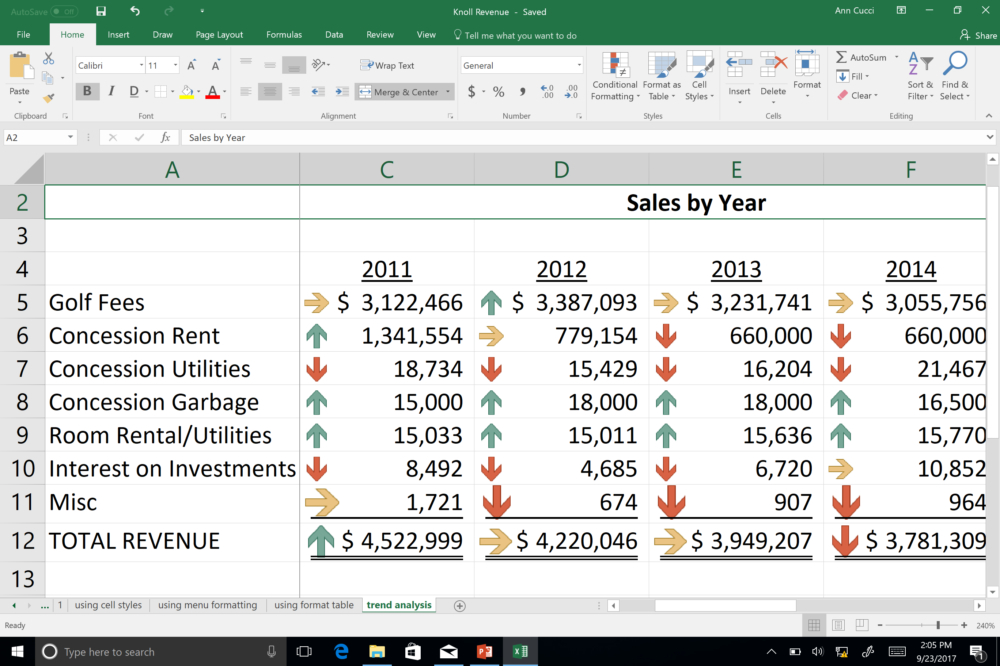 AutoSave Off
Knoll Revenue - Saved
Ann Cucci
File Home Insert Draw Page Layout Formulas Data Review View Tell me what you want to do Share
Calibri 11 A A Wrap Text General
AutoSum
Fill
Clear
Paste
B I D A Merge & Center $ % , .0 .00 .00 .0
Conditional Formatting
Format as Table
Cell Styles
Insert Delete Format
Sort & Filter
Find & Select
Clipboard Font Alignment Number Styles Cells Editing
A2 fx Sales by Year
A C D E F
2 Sales by Year
3
4 2011 2012 2013 2014
5 Golf Fees $ 3,122,466 $ 3,387,093 $ 3,231,741 $ 3,055,756
6 Concession Rent 1,341,554 779,154 660,000 660,000
7 Concession Utilities 18,734 15,429 16,204 21,467
8 Concession Garbage 15,000 18,000 18,000 16,500
9 Room Rental/Utilities 15,033 15,011 15,636 15,770
10 Interest on Investments 8,492 4,685 6,720 10,852
11 Misc 1,721 674 907 964
12 TOTAL REVENUE $ 4,522,999 $ 4,220,046 $ 3,949,207 $ 3,781,309
13
... 1 using cell styles using menu formatting using format table trend analysis
Ready 240%
Type here to search
2:05 PM
9/23/2017
1